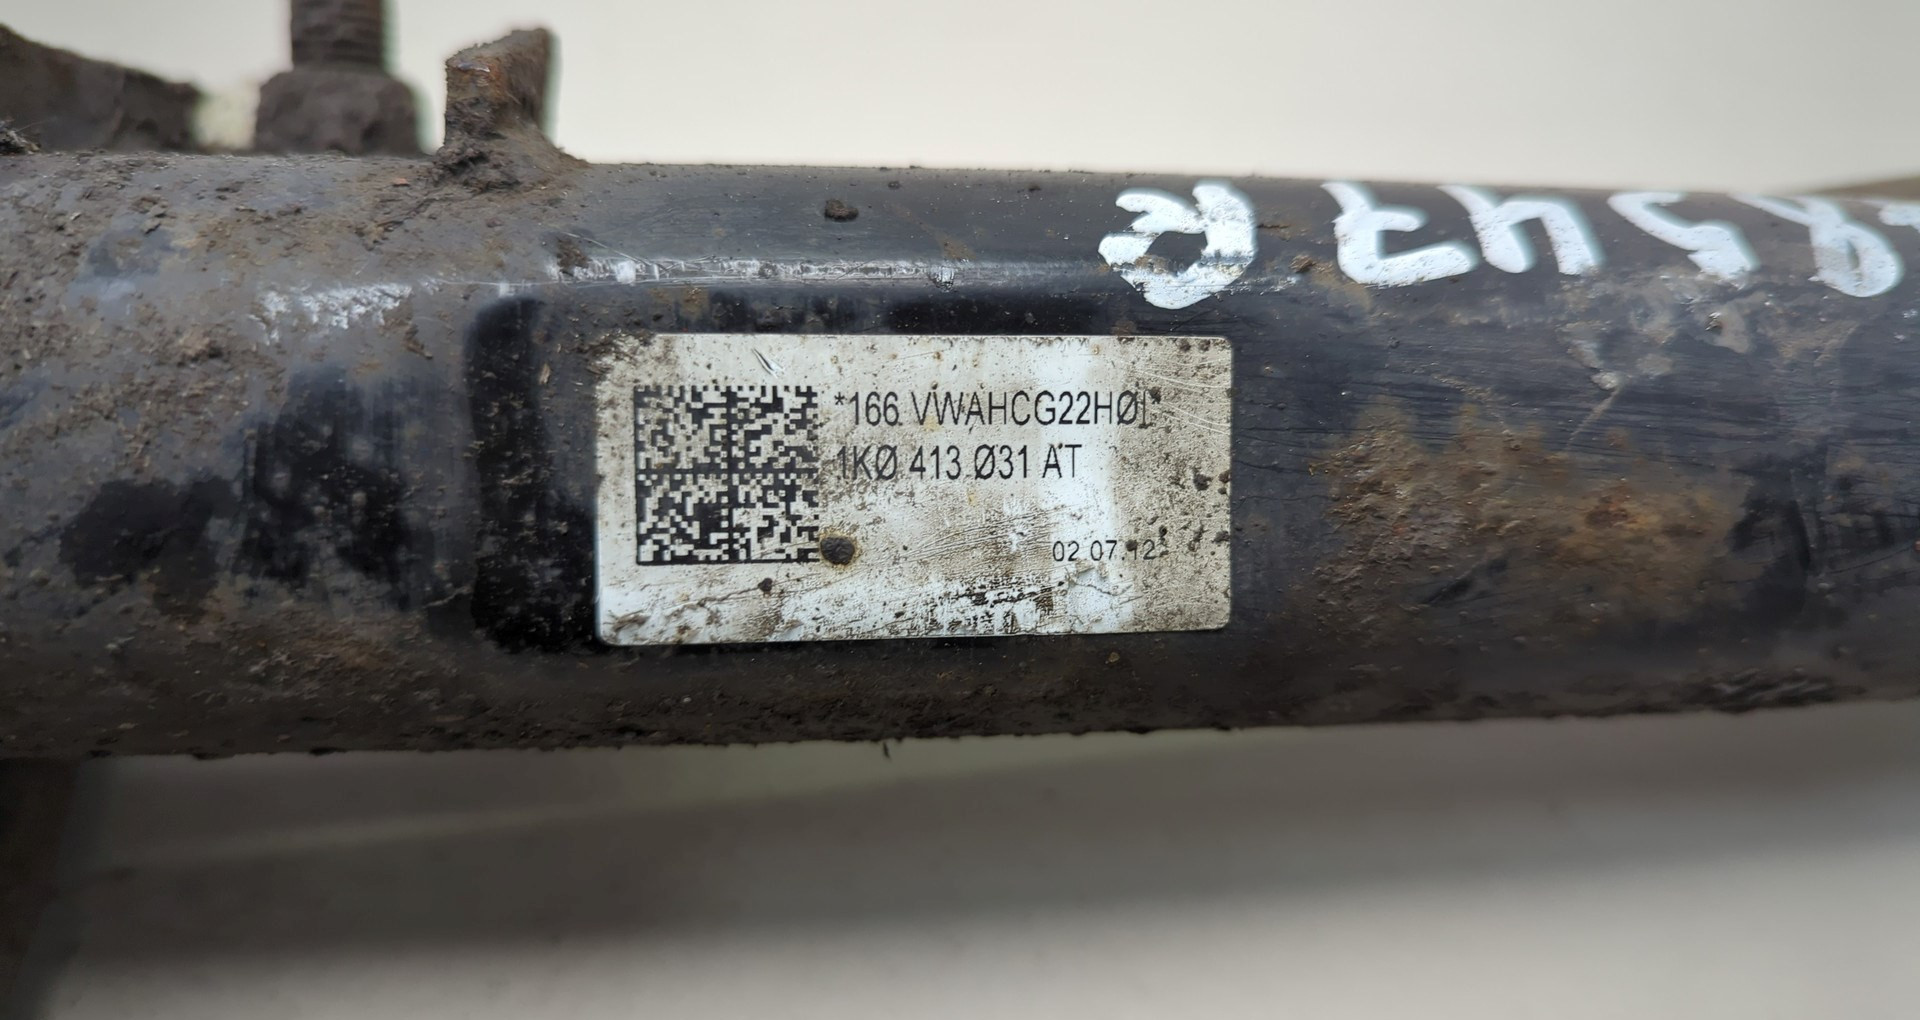 *166 VWAHCG22HØI*
1KØ 413 Ø31 AT
02.07.12